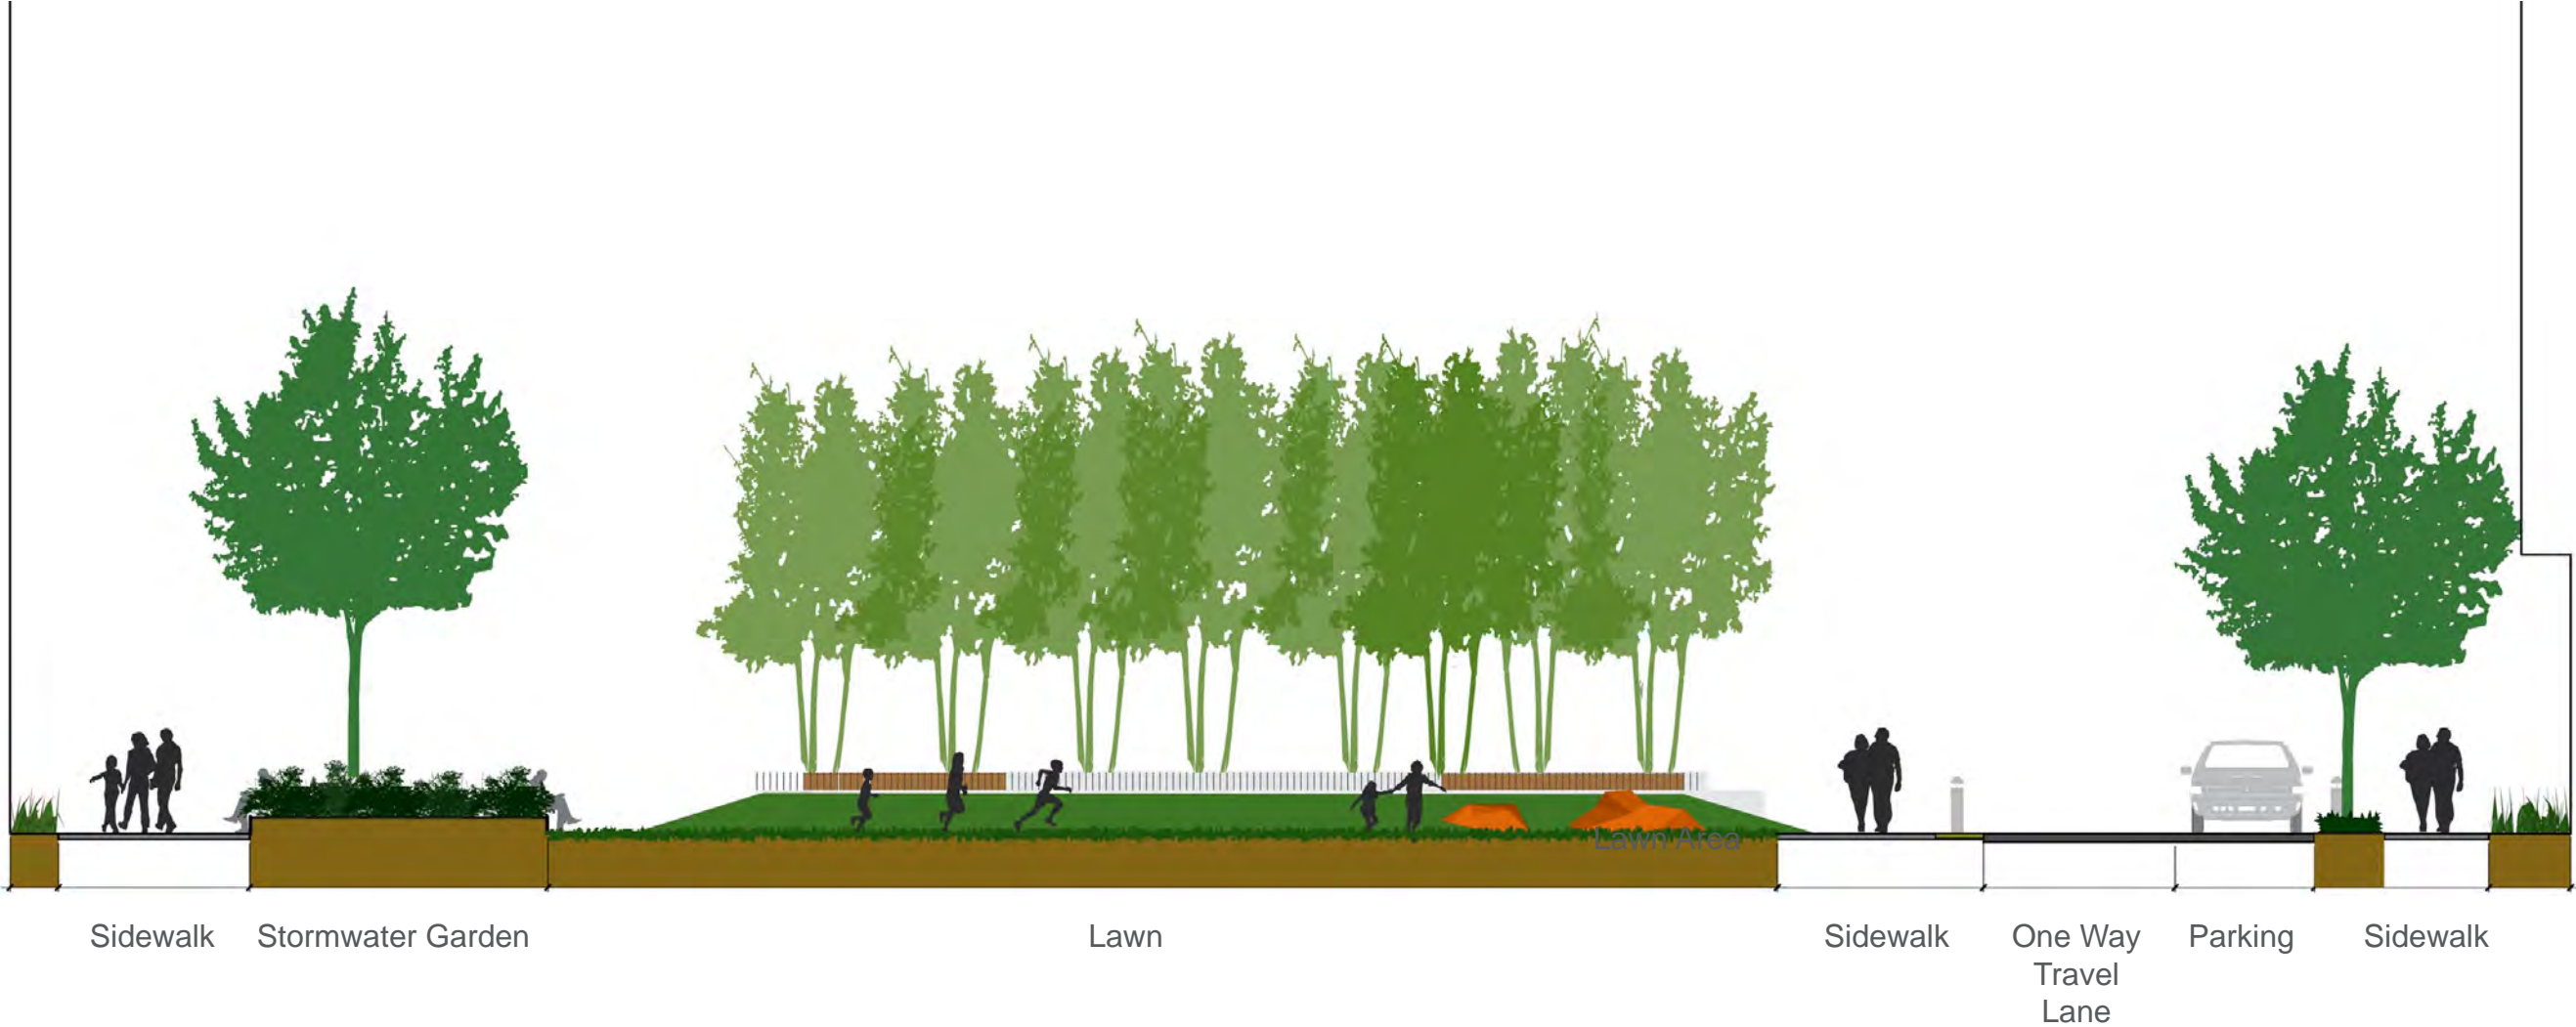 Lawn Area
Sidewalk
Stormwater Garden
Lawn
Sidewalk
One Way
Travel
Lane
Parking
Sidewalk